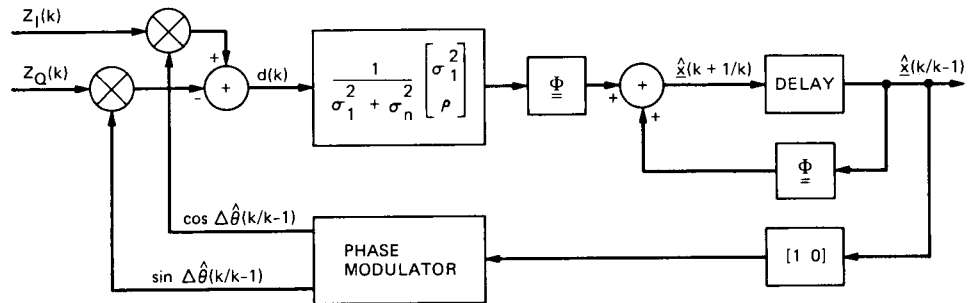 Z_I(k)
Z_Q(k)
+
-
+
d(k)
1
σ_1^2 + σ_n^2
[σ_1^2
ρ]
Φ
+
+
+
x̂(k + 1/k)
DELAY
x̂(k/k-1)
Φ
cos Δθ̂(k/k-1)
sin Δθ̂(k/k-1)
PHASE
MODULATOR
[1 0]